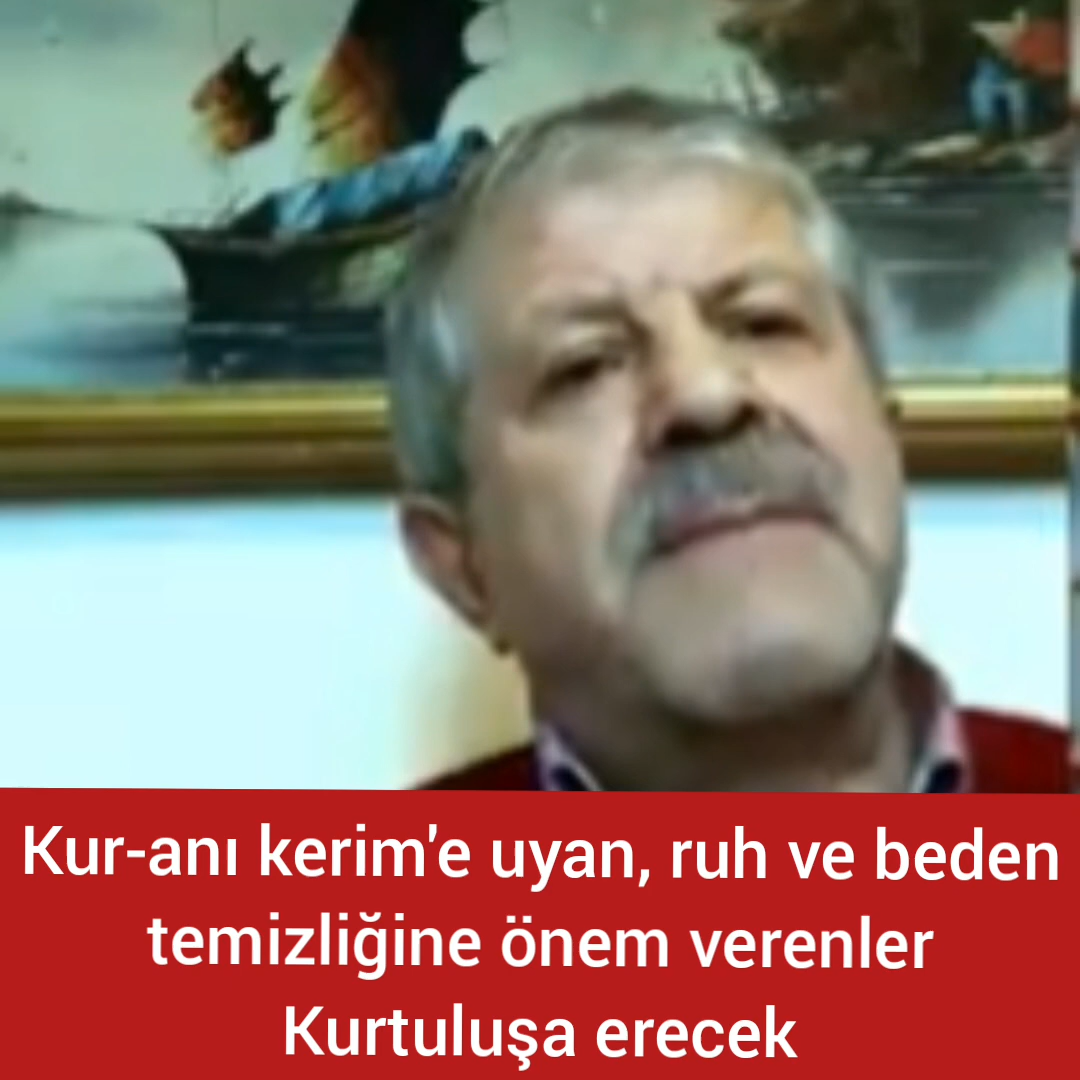 Kur-anı kerim'e uyan, ruh ve beden
temizliğine önem verenler
Kurtuluşa erecek